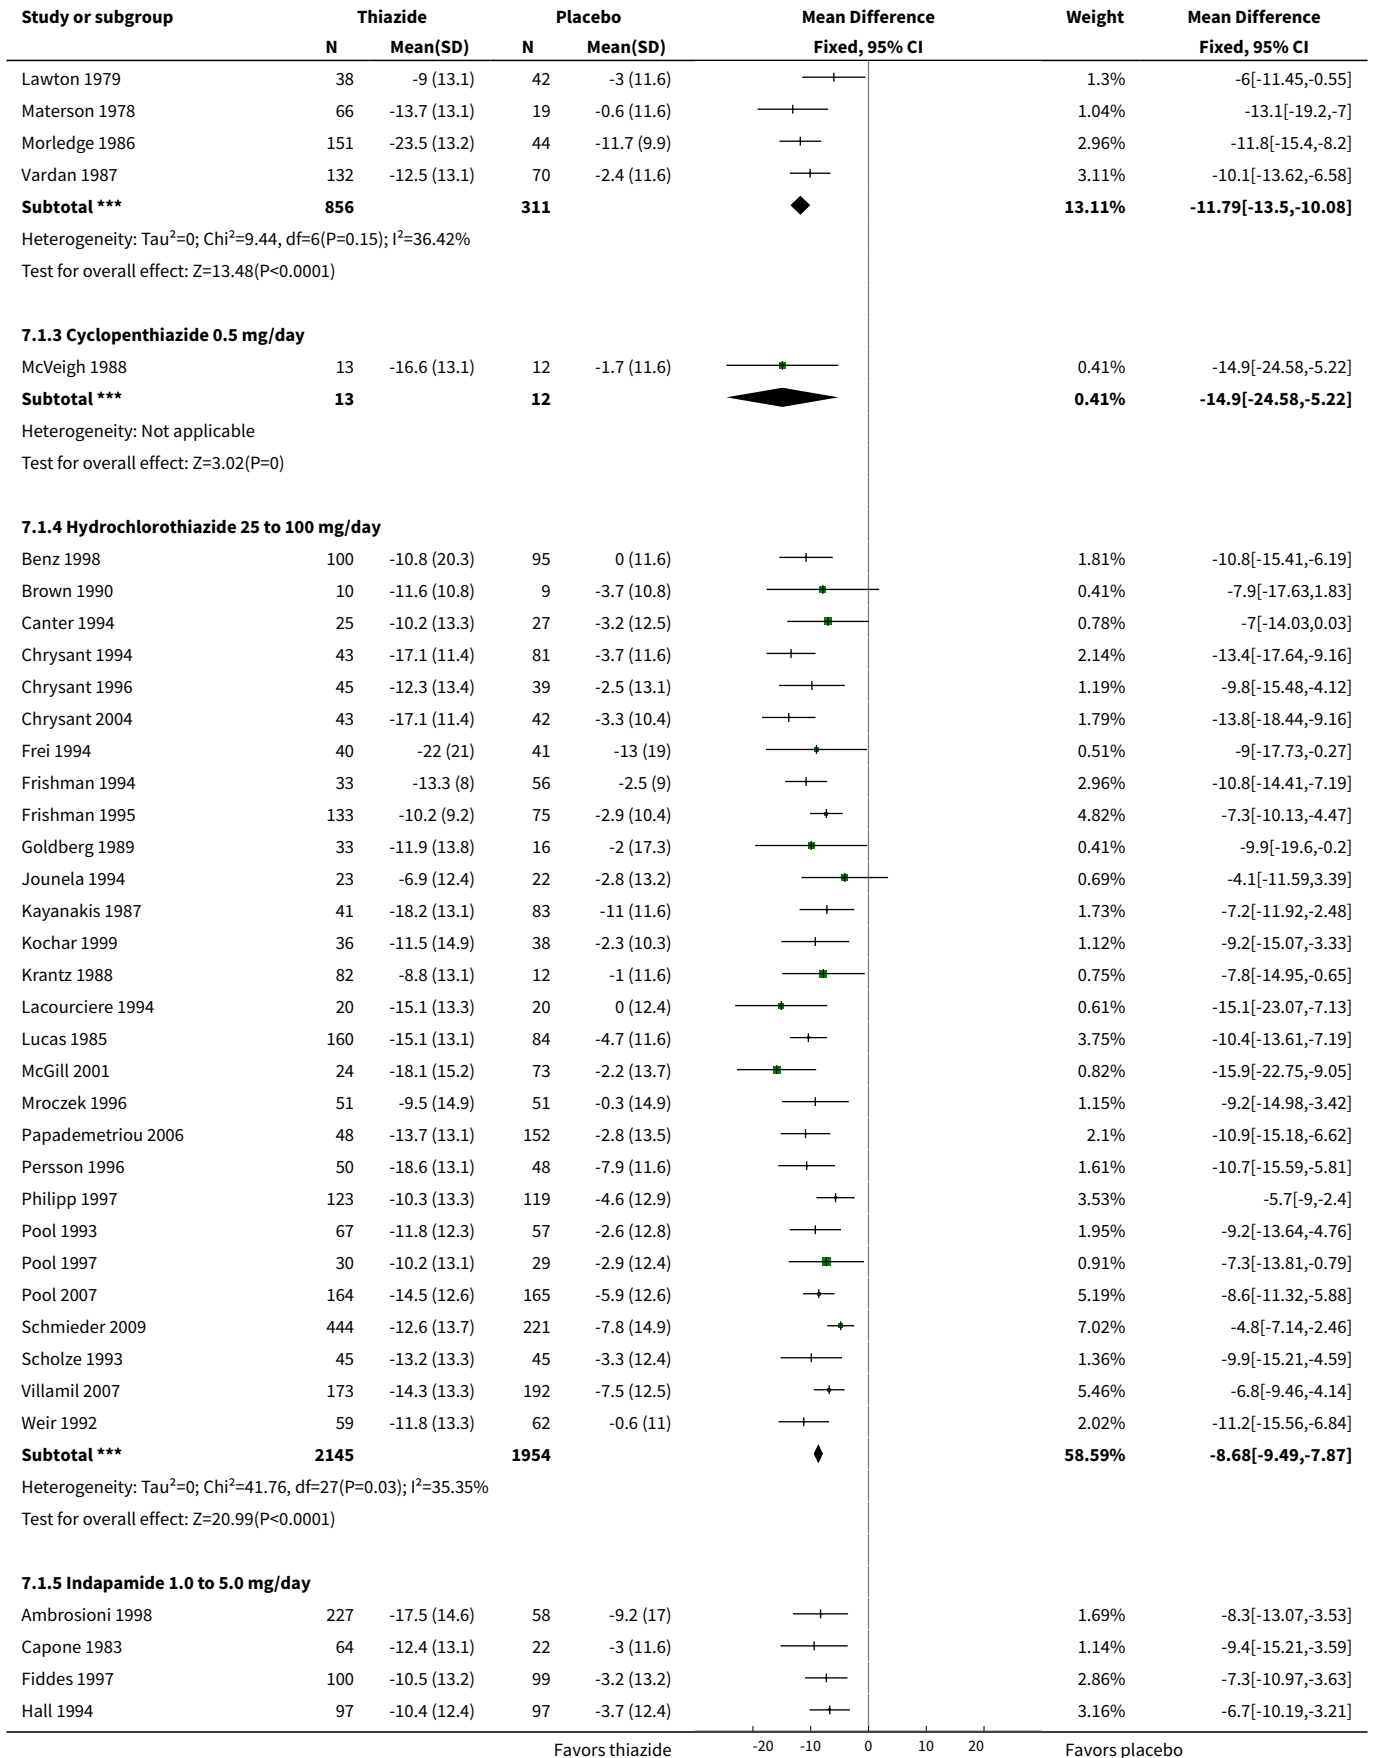 Study or subgroup Thiazide Placebo Mean Difference Weight Mean Difference
N Mean(SD) N Mean(SD) Fixed, 95% CI Fixed, 95% CI
Lawton 1979 38 -9 (13.1) 42 -3 (11.6) 1.3% -6[-11.45,-0.55]
Materson 1978 66 -13.7 (13.1) 19 -0.6 (11.6) 1.04% -13.1[-19.2,-7]
Morledge 1986 151 -23.5 (13.2) 44 -11.7 (9.9) 2.96% -11.8[-15.4,-8.2]
Vardan 1987 132 -12.5 (13.1) 70 -2.4 (11.6) 3.11% -10.1[-13.62,-6.58]
Subtotal *** 856 311 13.11% -11.79[-13.5,-10.08]
Heterogeneity: Tau²=0; Chi²=9.44, df=6(P=0.15); I²=36.42%
Test for overall effect: Z=13.48(P<0.0001)
7.1.3 Cyclopenthiazide 0.5 mg/day
McVeigh 1988 13 -16.6 (13.1) 12 -1.7 (11.6) 0.41% -14.9[-24.58,-5.22]
Subtotal *** 13 12 0.41% -14.9[-24.58,-5.22]
Heterogeneity: Not applicable
Test for overall effect: Z=3.02(P=0)
7.1.4 Hydrochlorothiazide 25 to 100 mg/day
Benz 1998 100 -10.8 (20.3) 95 0 (11.6) 1.81% -10.8[-15.41,-6.19]
Brown 1990 10 -11.6 (10.8) 9 -3.7 (10.8) 0.41% -7.9[-17.63,1.83]
Canter 1994 25 -10.2 (13.3) 27 -3.2 (12.5) 0.78% -7[-14.03,0.03]
Chrysant 1994 43 -17.1 (11.4) 81 -3.7 (11.6) 2.14% -13.4[-17.64,-9.16]
Chrysant 1996 45 -12.3 (13.4) 39 -2.5 (13.1) 1.19% -9.8[-15.48,-4.12]
Chrysant 2004 43 -17.1 (11.4) 42 -3.3 (10.4) 1.79% -13.8[-18.44,-9.16]
Frei 1994 40 -22 (21) 41 -13 (19) 0.51% -9[-17.73,-0.27]
Frishman 1994 33 -13.3 (8) 56 -2.5 (9) 2.96% -10.8[-14.41,-7.19]
Frishman 1995 133 -10.2 (9.2) 75 -2.9 (10.4) 4.82% -7.3[-10.13,-4.47]
Goldberg 1989 33 -11.9 (13.8) 16 -2 (17.3) 0.41% -9.9[-19.6,-0.2]
Jounela 1994 23 -6.9 (12.4) 22 -2.8 (13.2) 0.69% -4.1[-11.59,3.39]
Kayanakis 1987 41 -18.2 (13.1) 83 -11 (11.6) 1.73% -7.2[-11.92,-2.48]
Kochar 1999 36 -11.5 (14.9) 38 -2.3 (10.3) 1.12% -9.2[-15.07,-3.33]
Krantz 1988 82 -8.8 (13.1) 12 -1 (11.6) 0.75% -7.8[-14.95,-0.65]
Lacourciere 1994 20 -15.1 (13.3) 20 0 (12.4) 0.61% -15.1[-23.07,-7.13]
Lucas 1985 160 -15.1 (13.1) 84 -4.7 (11.6) 3.75% -10.4[-13.61,-7.19]
McGill 2001 24 -18.1 (15.2) 73 -2.2 (13.7) 0.82% -15.9[-22.75,-9.05]
Mroczek 1996 51 -9.5 (14.9) 51 -0.3 (14.9) 1.15% -9.2[-14.98,-3.42]
Papademetriou 2006 48 -13.7 (13.1) 152 -2.8 (13.5) 2.1% -10.9[-15.18,-6.62]
Persson 1996 50 -18.6 (13.1) 48 -7.9 (11.6) 1.61% -10.7[-15.59,-5.81]
Philipp 1997 123 -10.3 (13.3) 119 -4.6 (12.9) 3.53% -5.7[-9,-2.4]
Pool 1993 67 -11.8 (12.3) 57 -2.6 (12.8) 1.95% -9.2[-13.64,-4.76]
Pool 1997 30 -10.2 (13.1) 29 -2.9 (12.4) 0.91% -7.3[-13.81,-0.79]
Pool 2007 164 -14.5 (12.6) 165 -5.9 (12.6) 5.19% -8.6[-11.32,-5.88]
Schmieder 2009 444 -12.6 (13.7) 221 -7.8 (14.9) 7.02% -4.8[-7.14,-2.46]
Scholze 1993 45 -13.2 (13.3) 45 -3.3 (12.4) 1.36% -9.9[-15.21,-4.59]
Villamil 2007 173 -14.3 (13.3) 192 -7.5 (12.5) 5.46% -6.8[-9.46,-4.14]
Weir 1992 59 -11.8 (13.3) 62 -0.6 (11) 2.02% -11.2[-15.56,-6.84]
Subtotal *** 2145 1954 58.59% -8.68[-9.49,-7.87]
Heterogeneity: Tau²=0; Chi²=41.76, df=27(P=0.03); I²=35.35%
Test for overall effect: Z=20.99(P<0.0001)
7.1.5 Indapamide 1.0 to 5.0 mg/day
Ambrosioni 1998 227 -17.5 (14.6) 58 -9.2 (17) 1.69% -8.3[-13.07,-3.53]
Capone 1983 64 -12.4 (13.1) 22 -3 (11.6) 1.14% -9.4[-15.21,-3.59]
Fiddes 1997 100 -10.5 (13.2) 99 -3.2 (13.2) 2.86% -7.3[-10.97,-3.63]
Hall 1994 97 -10.4 (12.4) 97 -3.7 (12.4) 3.16% -6.7[-10.19,-3.21]
Favors thiazide -20 -10 0 10 20 Favors placebo